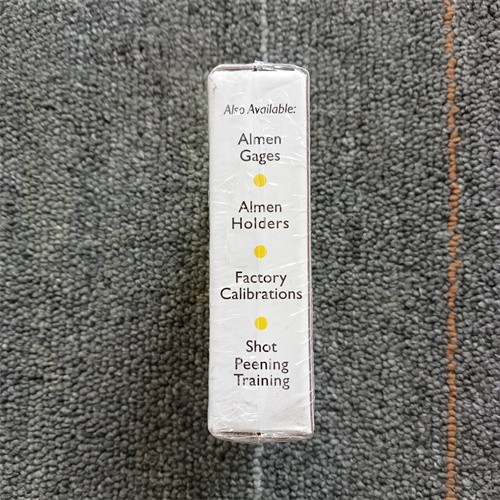 Also Available:
Almen
Gages
Almen
Holders
Factory
Calibrations
Shot
Peening
Training